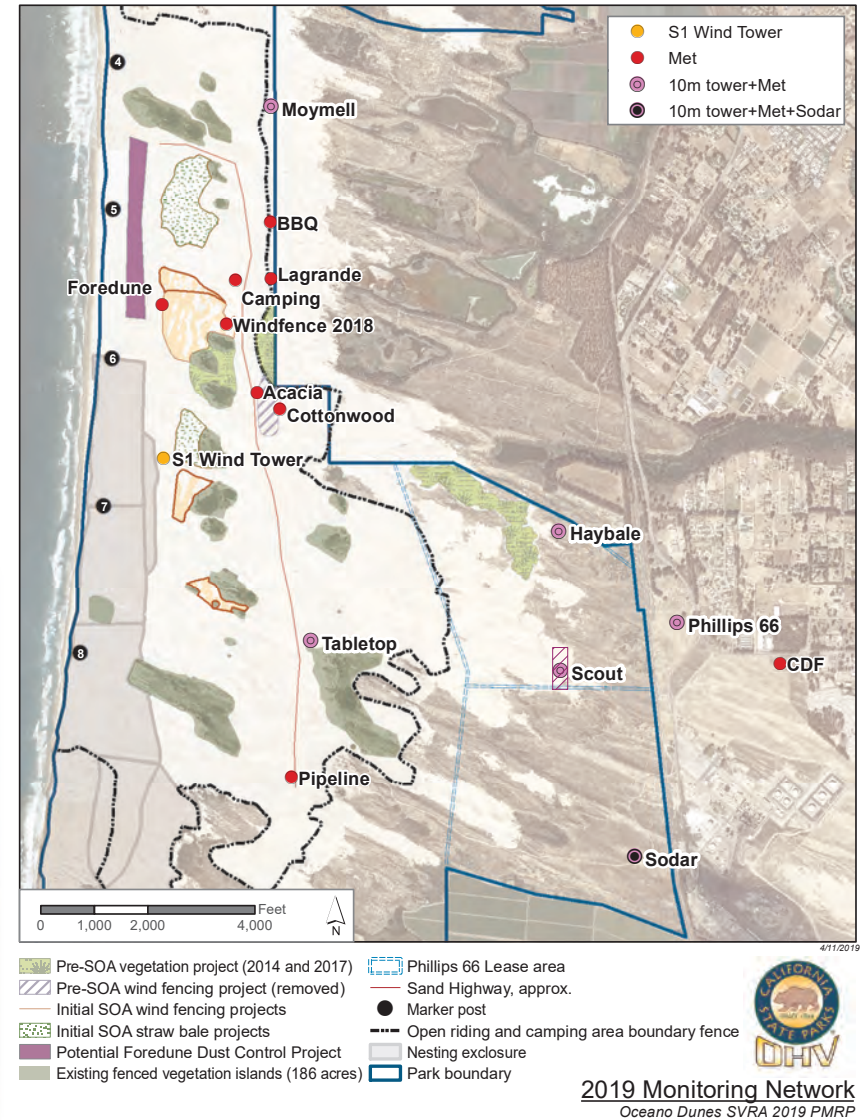 S1 Wind Tower
Met
10m tower+Met
10m tower+Met+Sodar
4
Moymell
5
BBQ
Lagrande
Foredune
Camping
Windfence 2018
6
Acacia
Cottonwood
S1 Wind Tower
7
Haybale
Phillips 66
8
Tabletop
CDF
Scout
Pipeline
Sodar
Feet
0 1,000 2,000 4,000
N
4/11/2019
Pre-SOA vegetation project (2014 and 2017)
Pre-SOA wind fencing project (removed)
Initial SOA wind fencing projects
Initial SOA straw bale projects
Potential Foredune Dust Control Project
Existing fenced vegetation islands (186 acres)
Phillips 66 Lease area
Sand Highway, approx.
Marker post
Open riding and camping area boundary fence
Nesting exclosure
Park boundary
CALIFORNIA
STATE PARKS
OHV
2019 Monitoring Network
Oceano Dunes SVRA 2019 PMRP